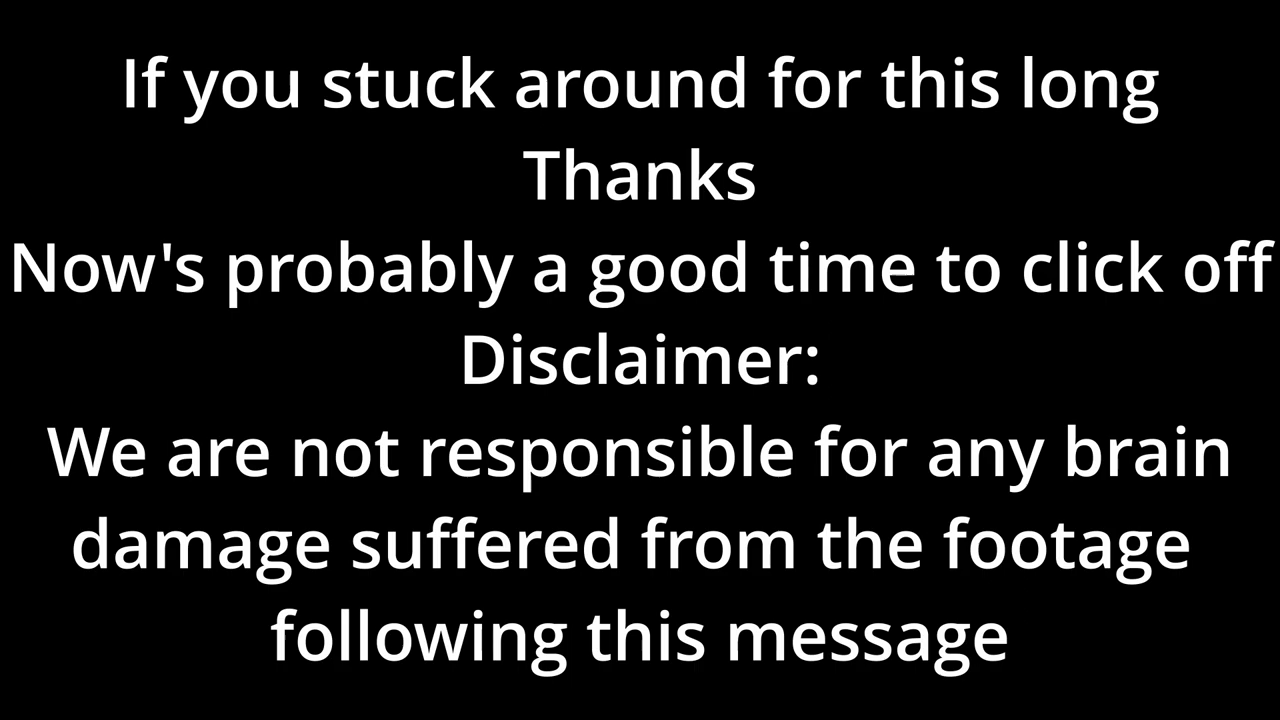 If you stuck around for this long
Thanks
Now's probably a good time to click off
Disclaimer:
We are not responsible for any brain
damage suffered from the footage
following this message